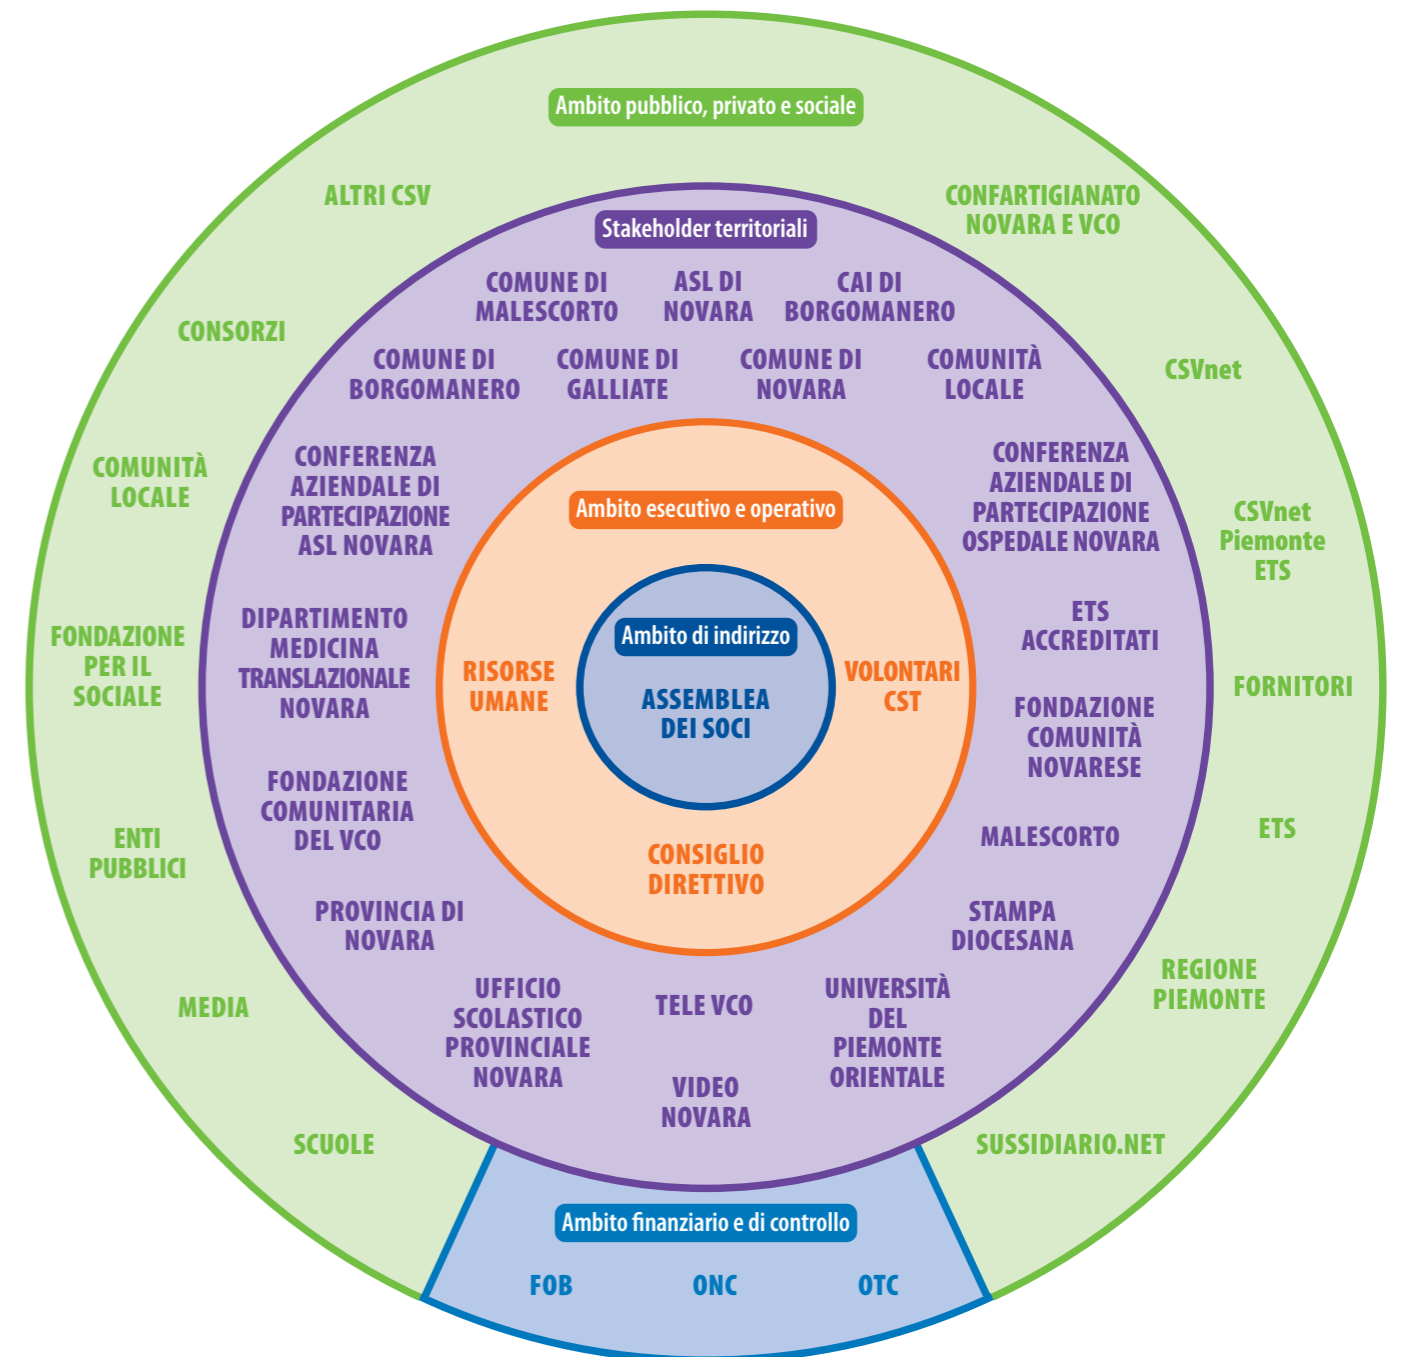 Ambito pubblico, privato e sociale
ALTRI CSV
CONFARTIGIANATO
NOVARA E VCO
CONSORZI
CSVnet
COMUNITÀ
LOCALE
CSVnet
Piemonte
ETS
FONDAZIONE
PER IL
SOCIALE
FORNITORI
ENTI
PUBBLICI
ETS
MEDIA
REGIONE
PIEMONTE
SCUOLE
SUSSIDIARIO.NET
Stakeholder territoriali
COMUNE DI
MALESCORTO
ASL DI
NOVARA
CAI DI
BORGOMANERO
COMUNE DI
BORGOMANERO
COMUNE DI
GALLIATE
COMUNE DI
NOVARA
COMUNITÀ
LOCALE
CONFERENZA
AZIENDALE DI
PARTECIPAZIONE
ASL NOVARA
CONFERENZA
AZIENDALE DI
PARTECIPAZIONE
OSPEDALE NOVARA
DIPARTIMENTO
MEDICINA
TRANSLAZIONALE
NOVARA
ETS
ACCREDITATI
FONDAZIONE
COMUNITÀ
NOVARESE
FONDAZIONE
COMUNITARIA
DEL VCO
MALESCORTO
PROVINCIA DI
NOVARA
STAMPA
DIOCESANA
UFFICIO
SCOLASTICO
PROVINCIALE
NOVARA
TELE VCO
UNIVERSITÀ
DEL
PIEMONTE
ORIENTALE
VIDEO
NOVARA
Ambito esecutivo e operativo
RISORSE
UMANE
VOLONTARI
CST
CONSIGLIO
DIRETTIVO
Ambito di indirizzo
ASSEMBLEA
DEI SOCI
Ambito finanziario e di controllo
FOB
ONC
OTC